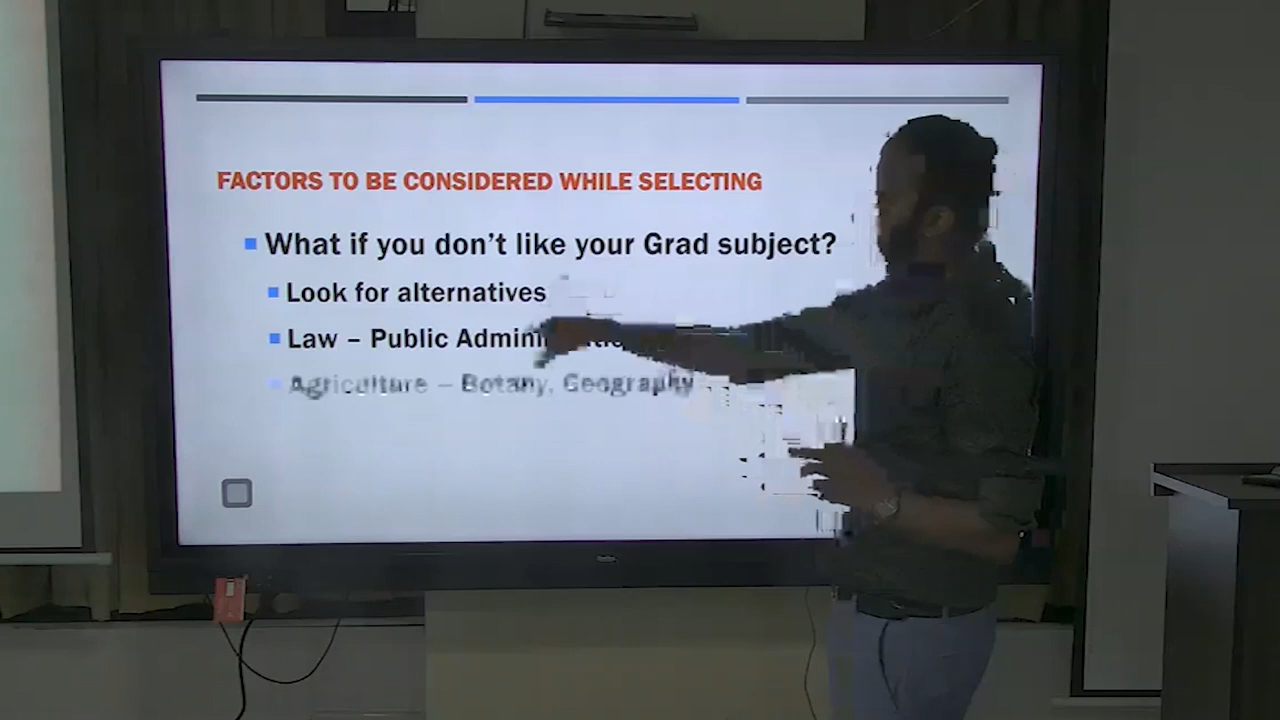 FACTORS TO BE CONSIDERED WHILE SELECTING
What if you don't like your Grad subject?
Look for alternatives
Law – Public
Agriculture – Botany, Geography